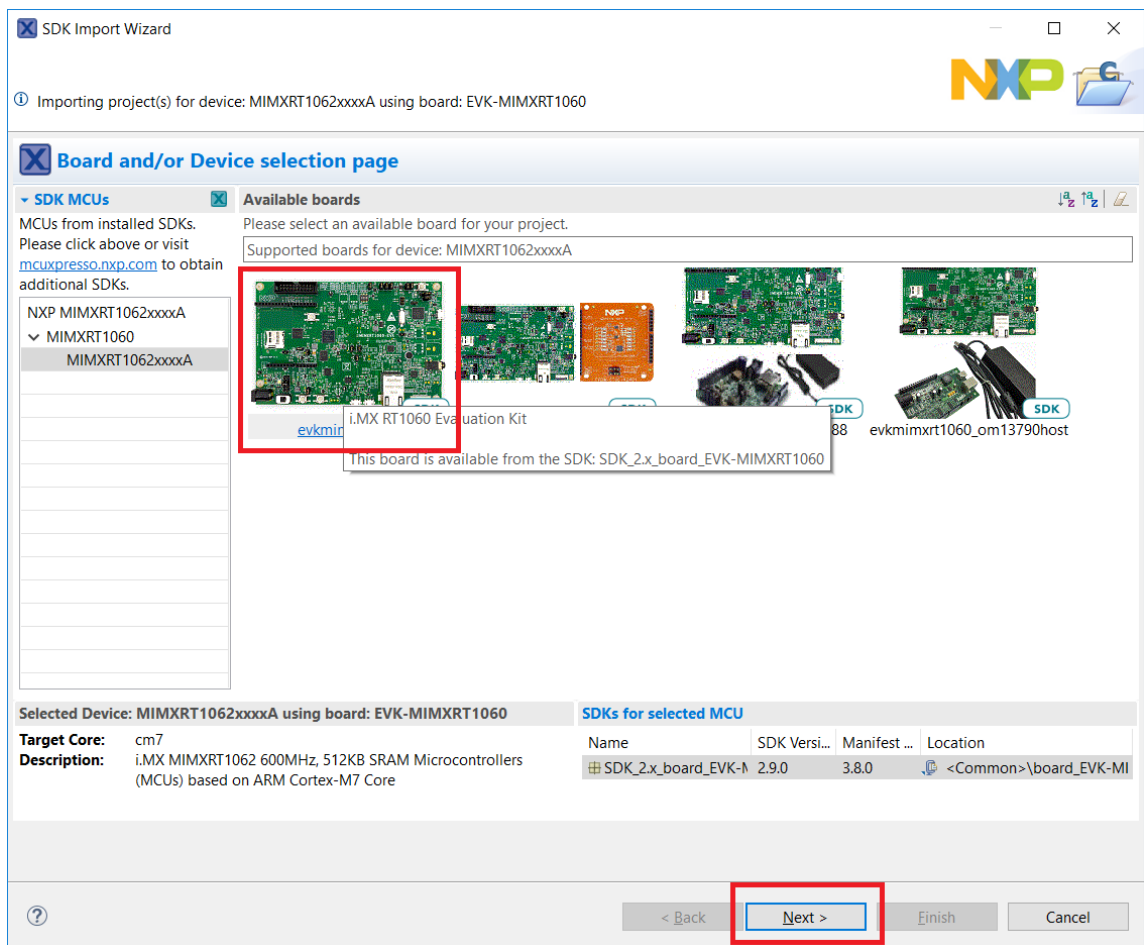 SDK Import Wizard
NXP
Importing project(s) for device: MIMXRT1062xxxxA using board: EVK-MIMXRT1060
Board and/or Device selection page
SDK MCUs
MCUs from installed SDKs.
Please click above or visit
mcuxpresso.nxp.com to obtain
additional SDKs.
NXP MIMXRT1062xxxxA
MIMXRT1060
MIMXRT1062xxxxA
Available boards
Please select an available board for your project.
Supported boards for device: MIMXRT1062xxxxA
NXP
SDK
SDK
evkmir
88
evkmimxrt1060_om13790host
i.MX RT1060 Evaluation Kit
This board is available from the SDK: SDK_2.x_board_EVK-MIMXRT1060
Selected Device: MIMXRT1062xxxxA using board: EVK-MIMXRT1060
Target Core: cm7
Description: i.MX MIMXRT1062 600MHz, 512KB SRAM Microcontrollers
(MCUs) based on ARM Cortex-M7 Core
SDKs for selected MCU
Name SDK Versi... Manifest ... Location
SDK_2.x_board_EVK-M 2.9.0 3.8.0 <Common>\board_EVK-MI
< Back
Next >
Finish
Cancel